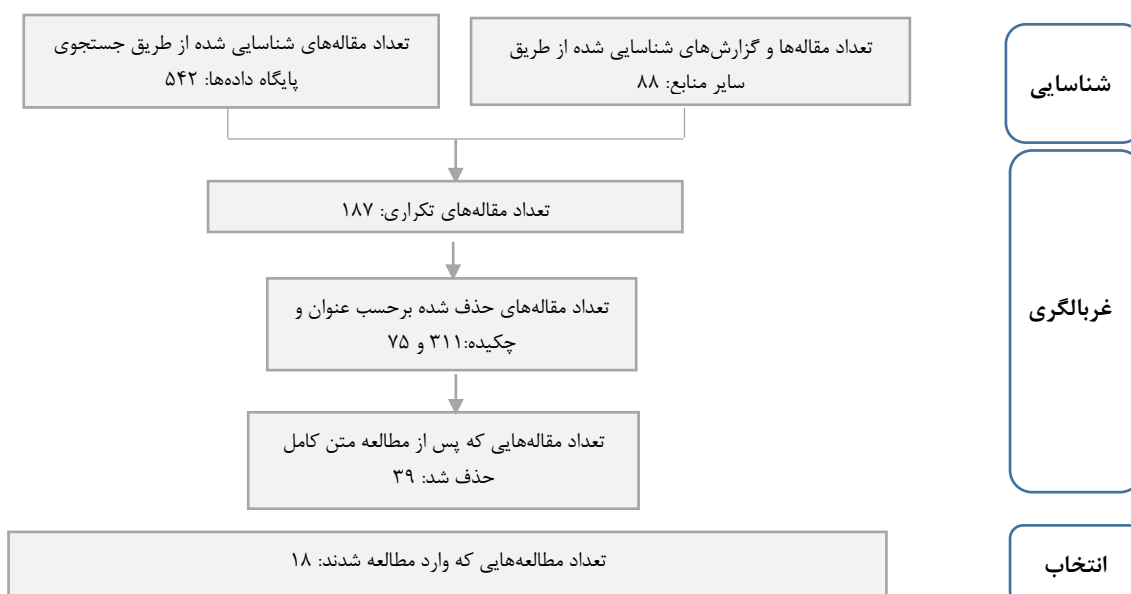 تعداد مقاله‌ها و گزارش‌های شناسایی شده از طریق
سایر منابع: ۸۸
تعداد مقاله‌های شناسایی شده از طریق جستجوی
پایگاه داده‌ها: ۵۴۲
شناسایی
تعداد مقاله‌های تکراری: ۱۸۷
تعداد مقاله‌های حذف شده برحسب عنوان و
چکیده:۳۱۱ و ۷۵
غربالگری
تعداد مقاله‌هایی که پس از مطالعه متن کامل
حذف شد: ۳۹
تعداد مطالعه‌هایی که وارد مطالعه شدند: ۱۸
انتخاب